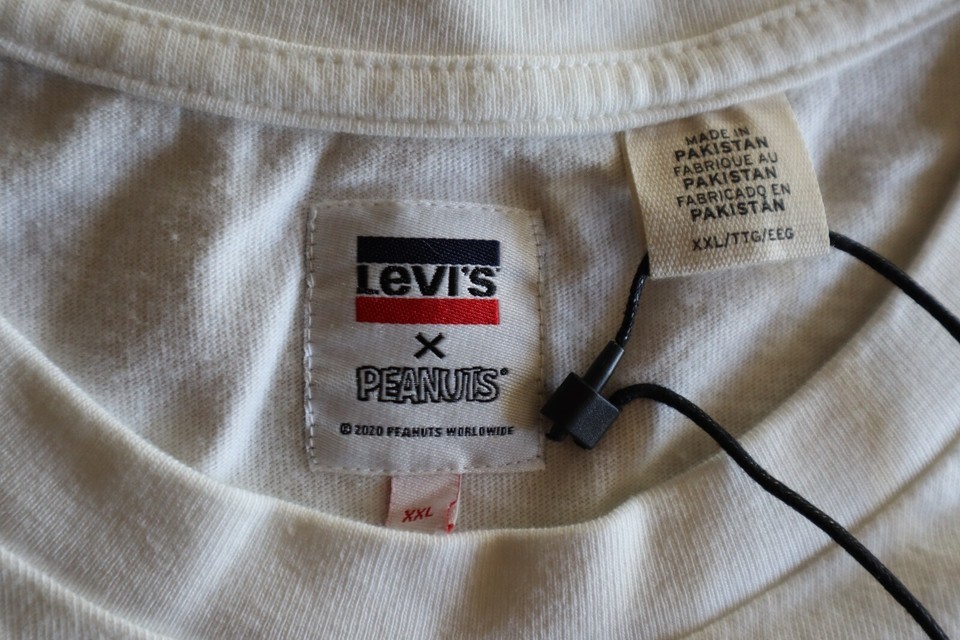 Levi's
×
PEANUTS®
© 2020 PEANUTS WORLDWIDE
XXL
MADE IN
PAKISTAN
FABRIQUE AU
PAKISTAN
FABRICADO EN
PAKISTAN
XXL/TTG/EEG